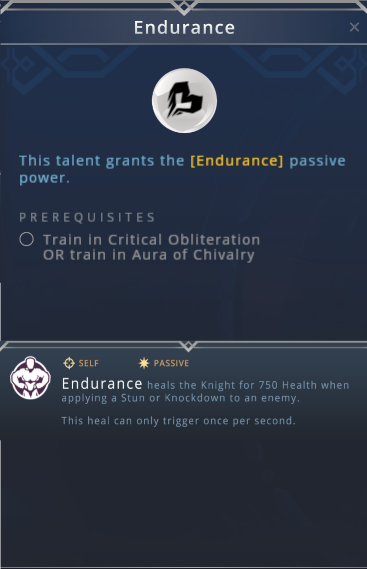 Endurance
This talent grants the [Endurance] passive
power.
PREREQUISITES
Train in Critical Obliteration
OR train in Aura of Chivalry
SELF PASSIVE
Endurance heals the Knight for 750 Health when
applying a Stun or Knockdown to an enemy.
This heal can only trigger once per second.